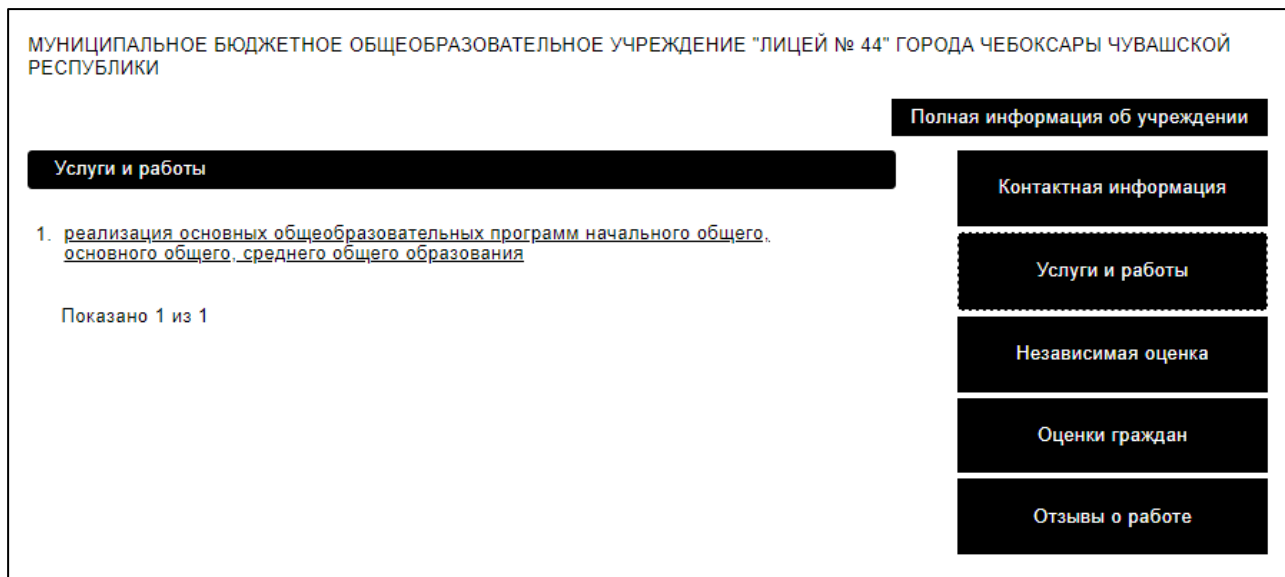 МУНИЦИПАЛЬНОЕ БЮДЖЕТНОЕ ОБЩЕОБРАЗОВАТЕЛЬНОЕ УЧРЕЖДЕНИЕ "ЛИЦЕЙ № 44" ГОРОДА ЧЕБОКСАРЫ ЧУВАШСКОЙ
РЕСПУБЛИКИ
Полная информация об учреждении
Услуги и работы
1. реализация основных общеобразовательных программ начального общего,
основного общего, среднего общего образования
Показано 1 из 1
Контактная информация
Услуги и работы
Независимая оценка
Оценки граждан
Отзывы о работе